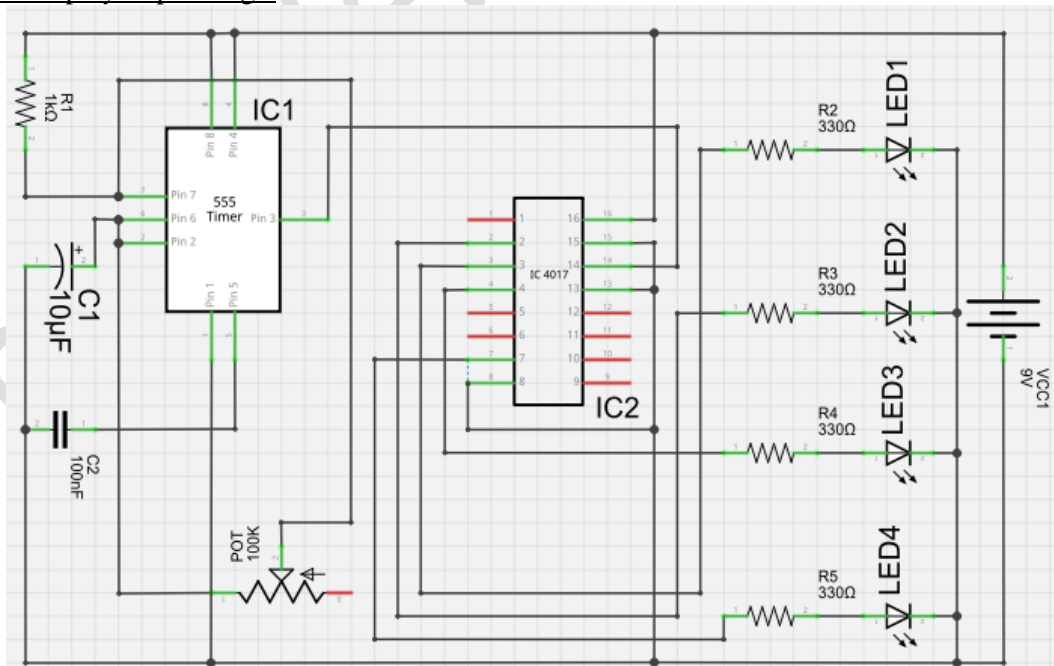 R1
1kΩ
IC1
Pin 8
Pin 4
Pin 7
Pin 6
Pin 2
555
Timer
Pin 3
Pin 1
Pin 5
+
C1
10µF
C2
100nF
POT
100K
IC 4017
IC2
1
2
3
4
5
6
7
8
16
15
14
13
12
11
10
9
R2
330Ω
LED1
R3
330Ω
LED2
R4
330Ω
LED3
R5
330Ω
LED4
VCC1
9V